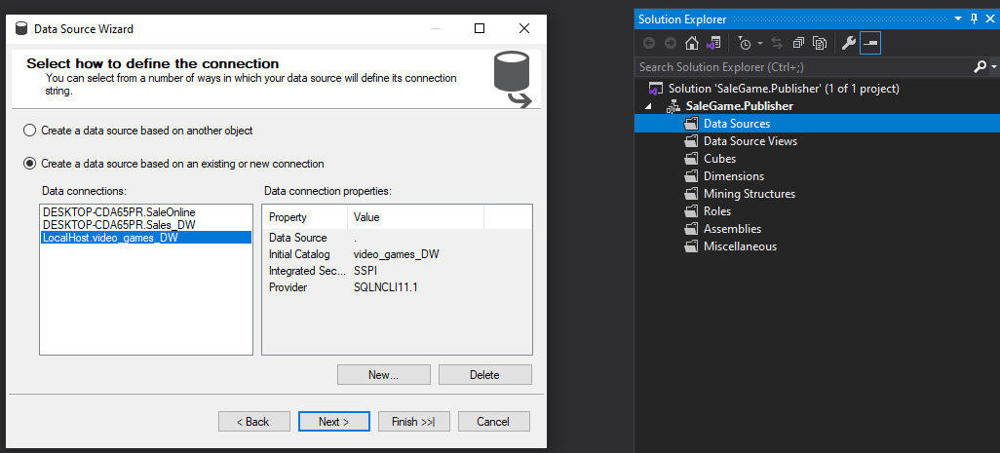 Data Source Wizard
Select how to define the connection
You can select from a number of ways in which your data source will define its connection
string.
Create a data source based on another object
Create a data source based on an existing or new connection
Data connections:
DESKTOP-CDA65PR.SaleOnline
DESKTOP-CDA65PR.Sales_DW
LocalHost.video_games_DW
Data connection properties:
Property Value
Data Source .
Initial Catalog video_games_DW
Integrated Sec... SSPI
Provider SQLNCLI11.1
New... Delete
< Back Next > Finish >>| Cancel
Solution Explorer
Search Solution Explorer (Ctrl+;)
Solution 'SaleGame.Publisher' (1 of 1 project)
SaleGame.Publisher
Data Sources
Data Source Views
Cubes
Dimensions
Mining Structures
Roles
Assemblies
Miscellaneous